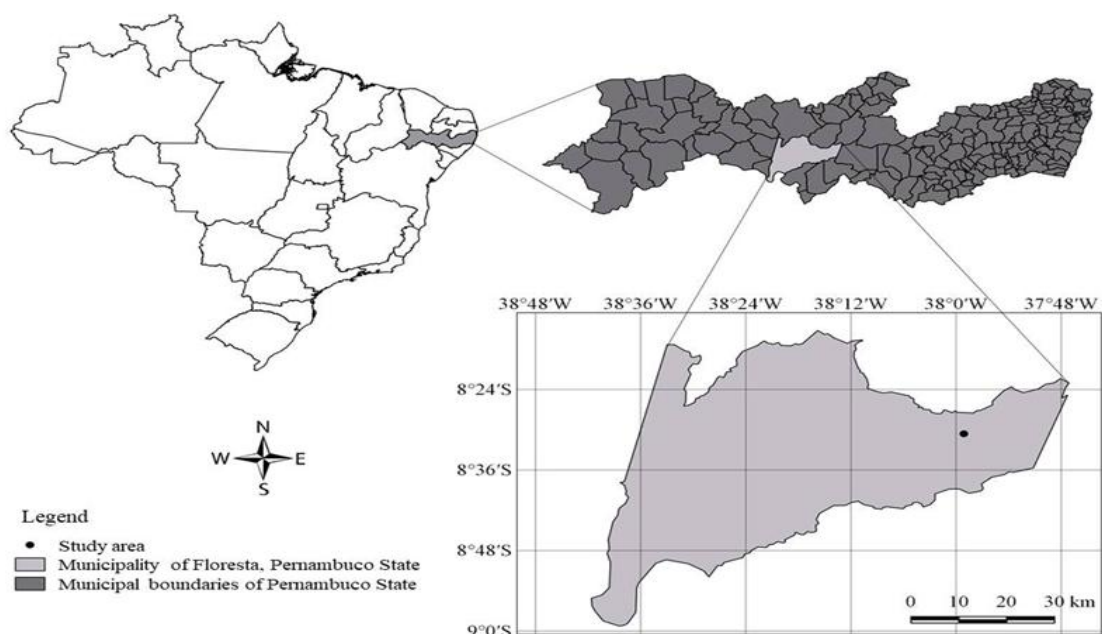 38°48'W 38°36'W 38°24'W 38°12'W 38°0'W 37°48'W
8°24'S
8°36'S
8°48'S
9°0'S
N
W E
S
Legend
Study area
Municipality of Floresta, Pernambuco State
Municipal boundaries of Pernambuco State
0 10 20 30 km